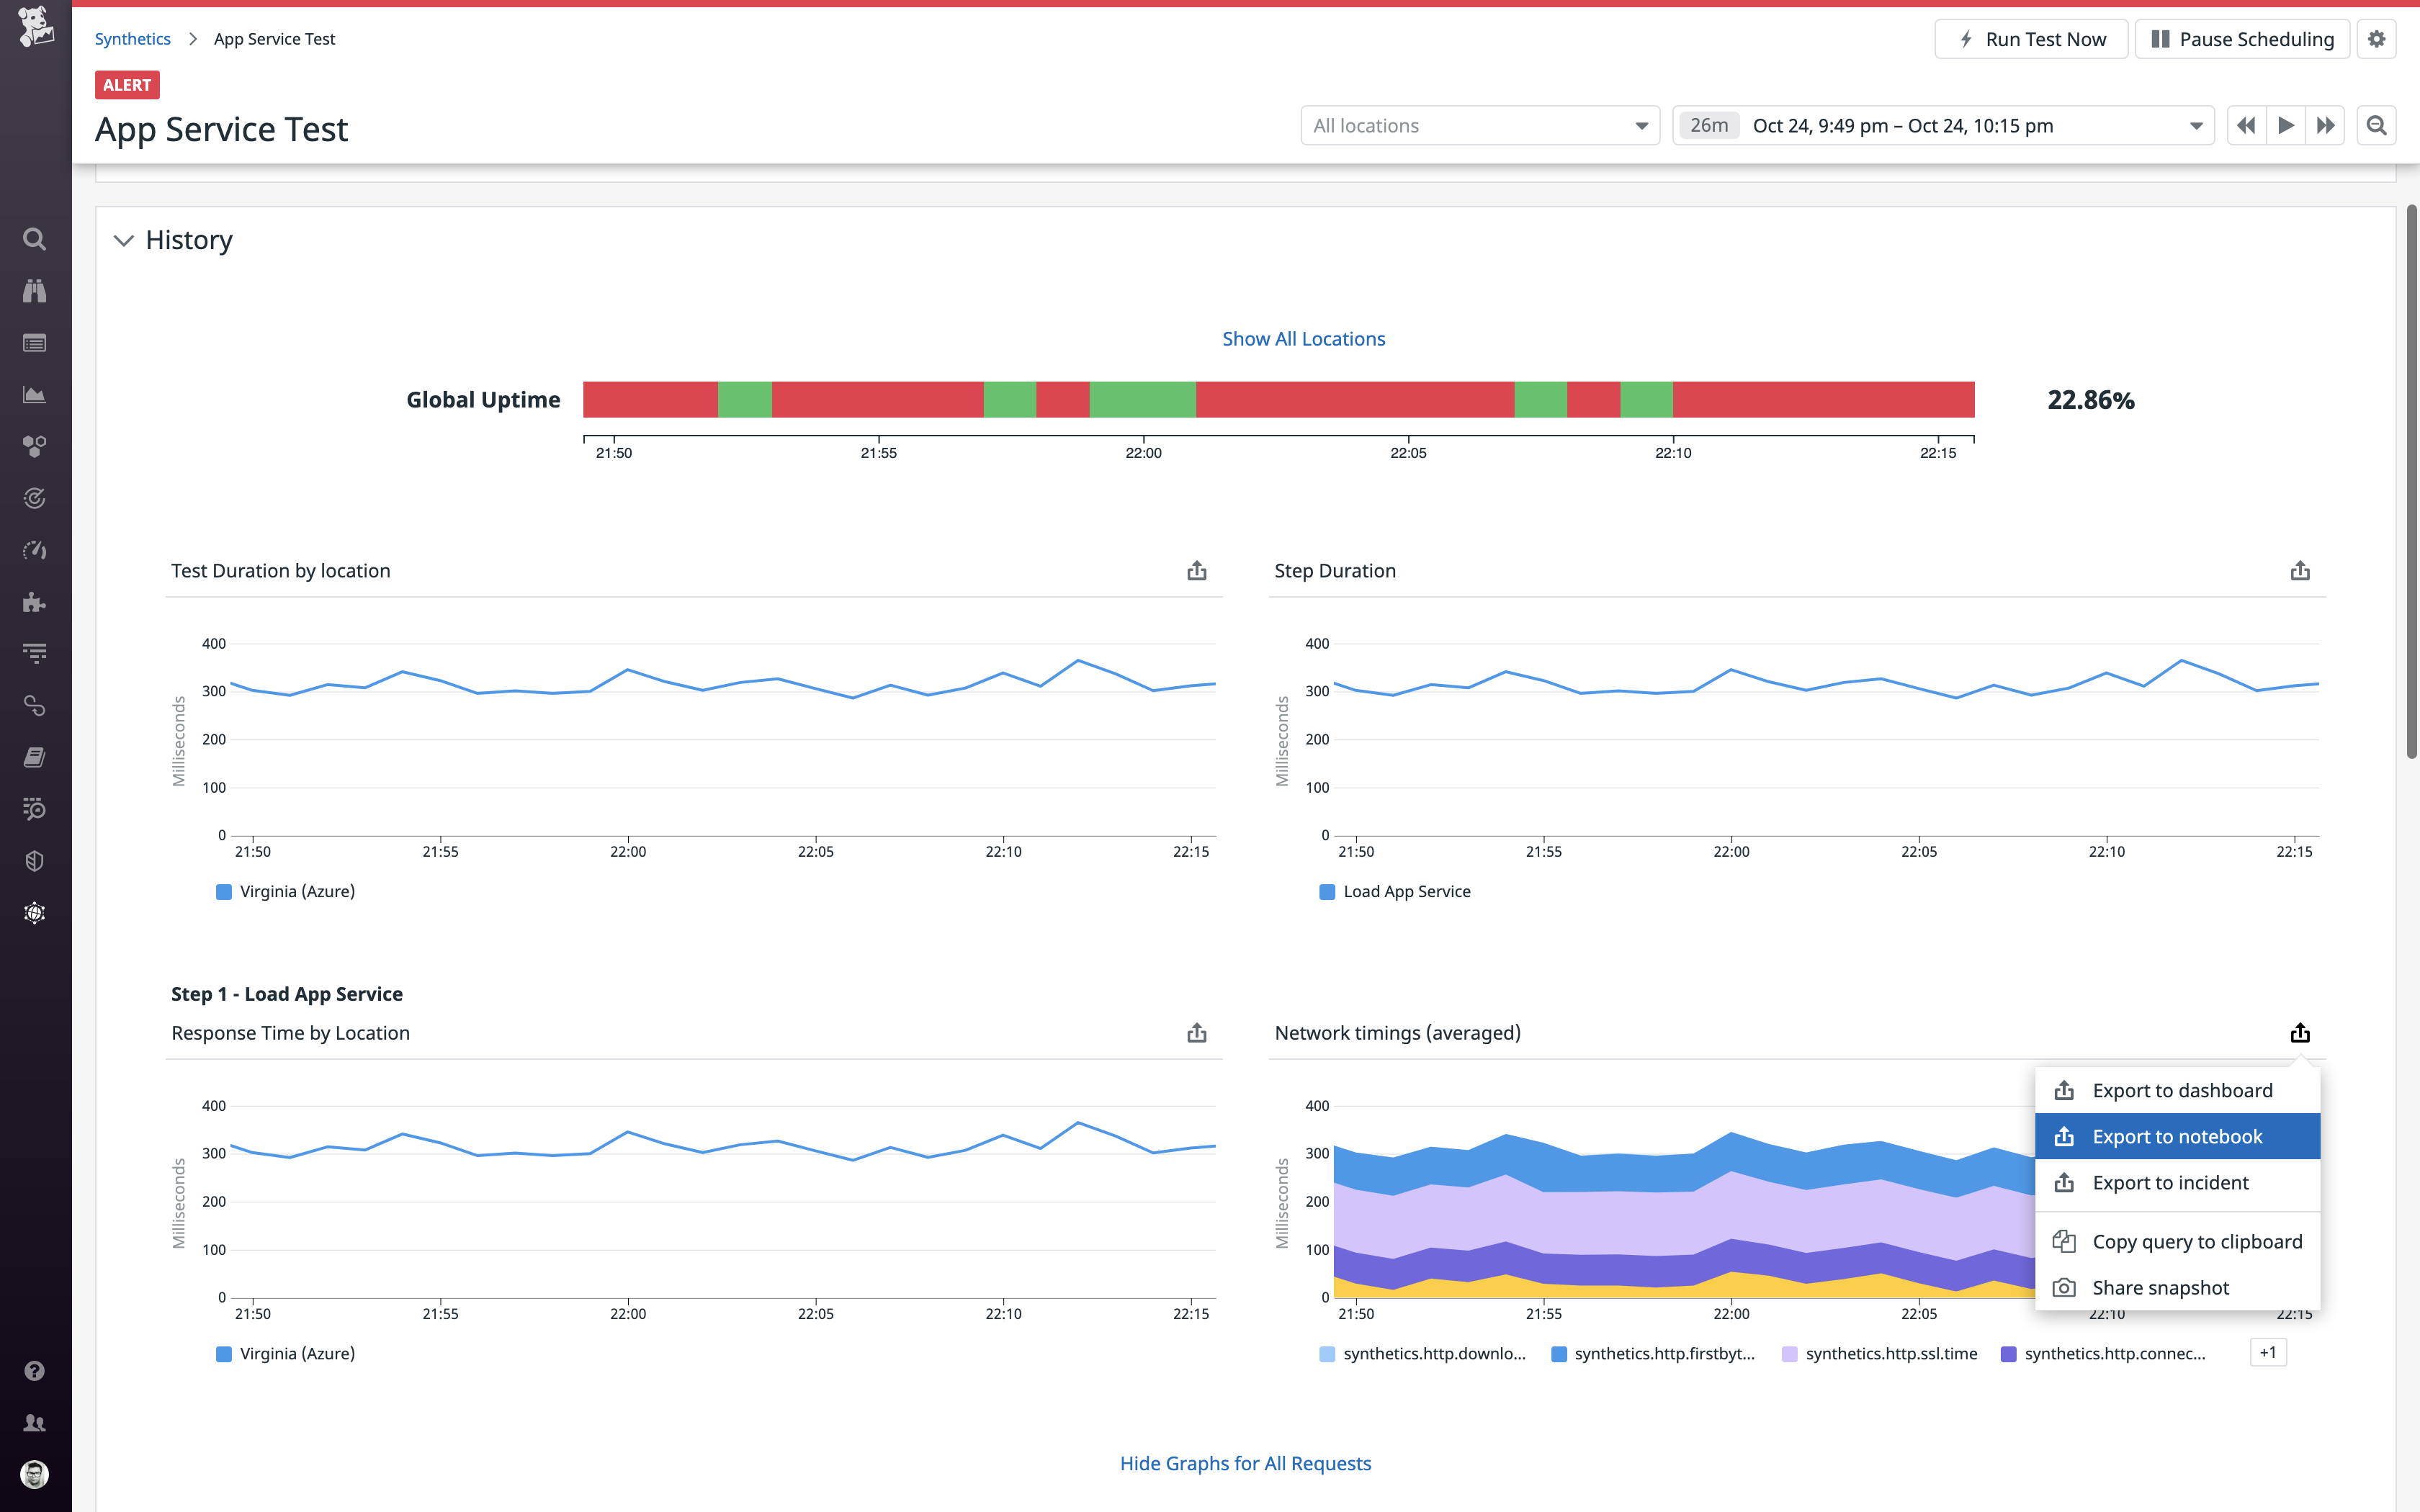 Synthetics > App Service Test
Run Test Now
Pause Scheduling
ALERT
App Service Test
All locations
26m Oct 24, 9:49 pm – Oct 24, 10:15 pm
History
Show All Locations
Global Uptime
22.86%
21:50 21:55 22:00 22:05 22:10 22:15
Test Duration by location
Milliseconds
400
300
200
100
0
21:50 21:55 22:00 22:05 22:10 22:15
Virginia (Azure)
Step Duration
Milliseconds
400
300
200
100
0
21:50 21:55 22:00 22:05 22:10 22:15
Load App Service
Step 1 - Load App Service
Response Time by Location
Milliseconds
400
300
200
100
0
21:50 21:55 22:00 22:05 22:10 22:15
Virginia (Azure)
Network timings (averaged)
Milliseconds
400
300
200
100
0
21:50 21:55 22:00 22:05 22:10 22:15
synthetics.http.downlo... synthetics.http.firstbyt... synthetics.http.ssl.time synthetics.http.connec... +1
Export to dashboard
Export to notebook
Export to incident
Copy query to clipboard
Share snapshot
Hide Graphs for All Requests